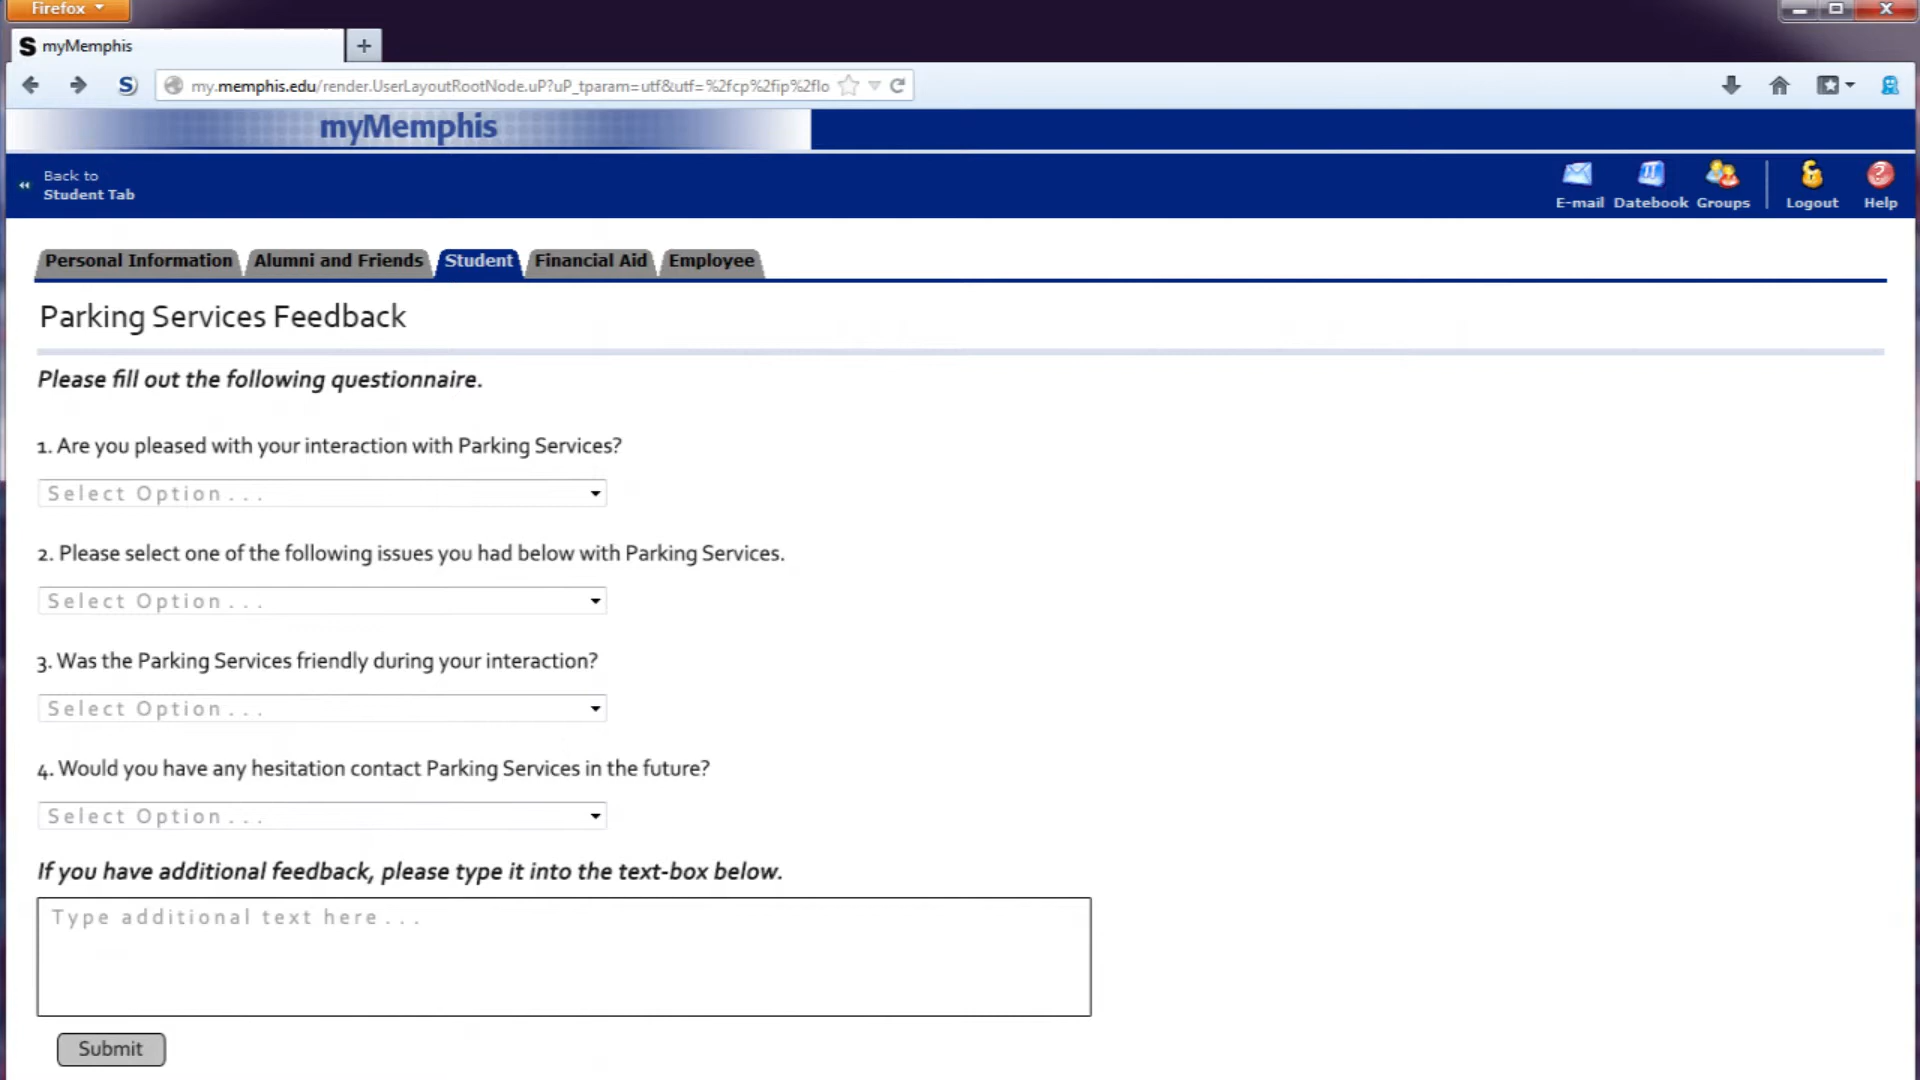 Firefox
S myMemphis
my.memphis.edu/render.UserLayoutRootNode.uP?uP_tparam=utf&utf=%2fcp%2fip%2flo
myMemphis
Back to
Student Tab
E-mail Datebook Groups Logout Help
Personal Information Alumni and Friends Student Financial Aid Employee
Parking Services Feedback
Please fill out the following questionnaire.
1. Are you pleased with your interaction with Parking Services?
Select Option...
2. Please select one of the following issues you had below with Parking Services.
Select Option...
3. Was the Parking Services friendly during your interaction?
Select Option...
4. Would you have any hesitation contact Parking Services in the future?
Select Option...
If you have additional feedback, please type it into the text-box below.
Type additional text here...
Submit